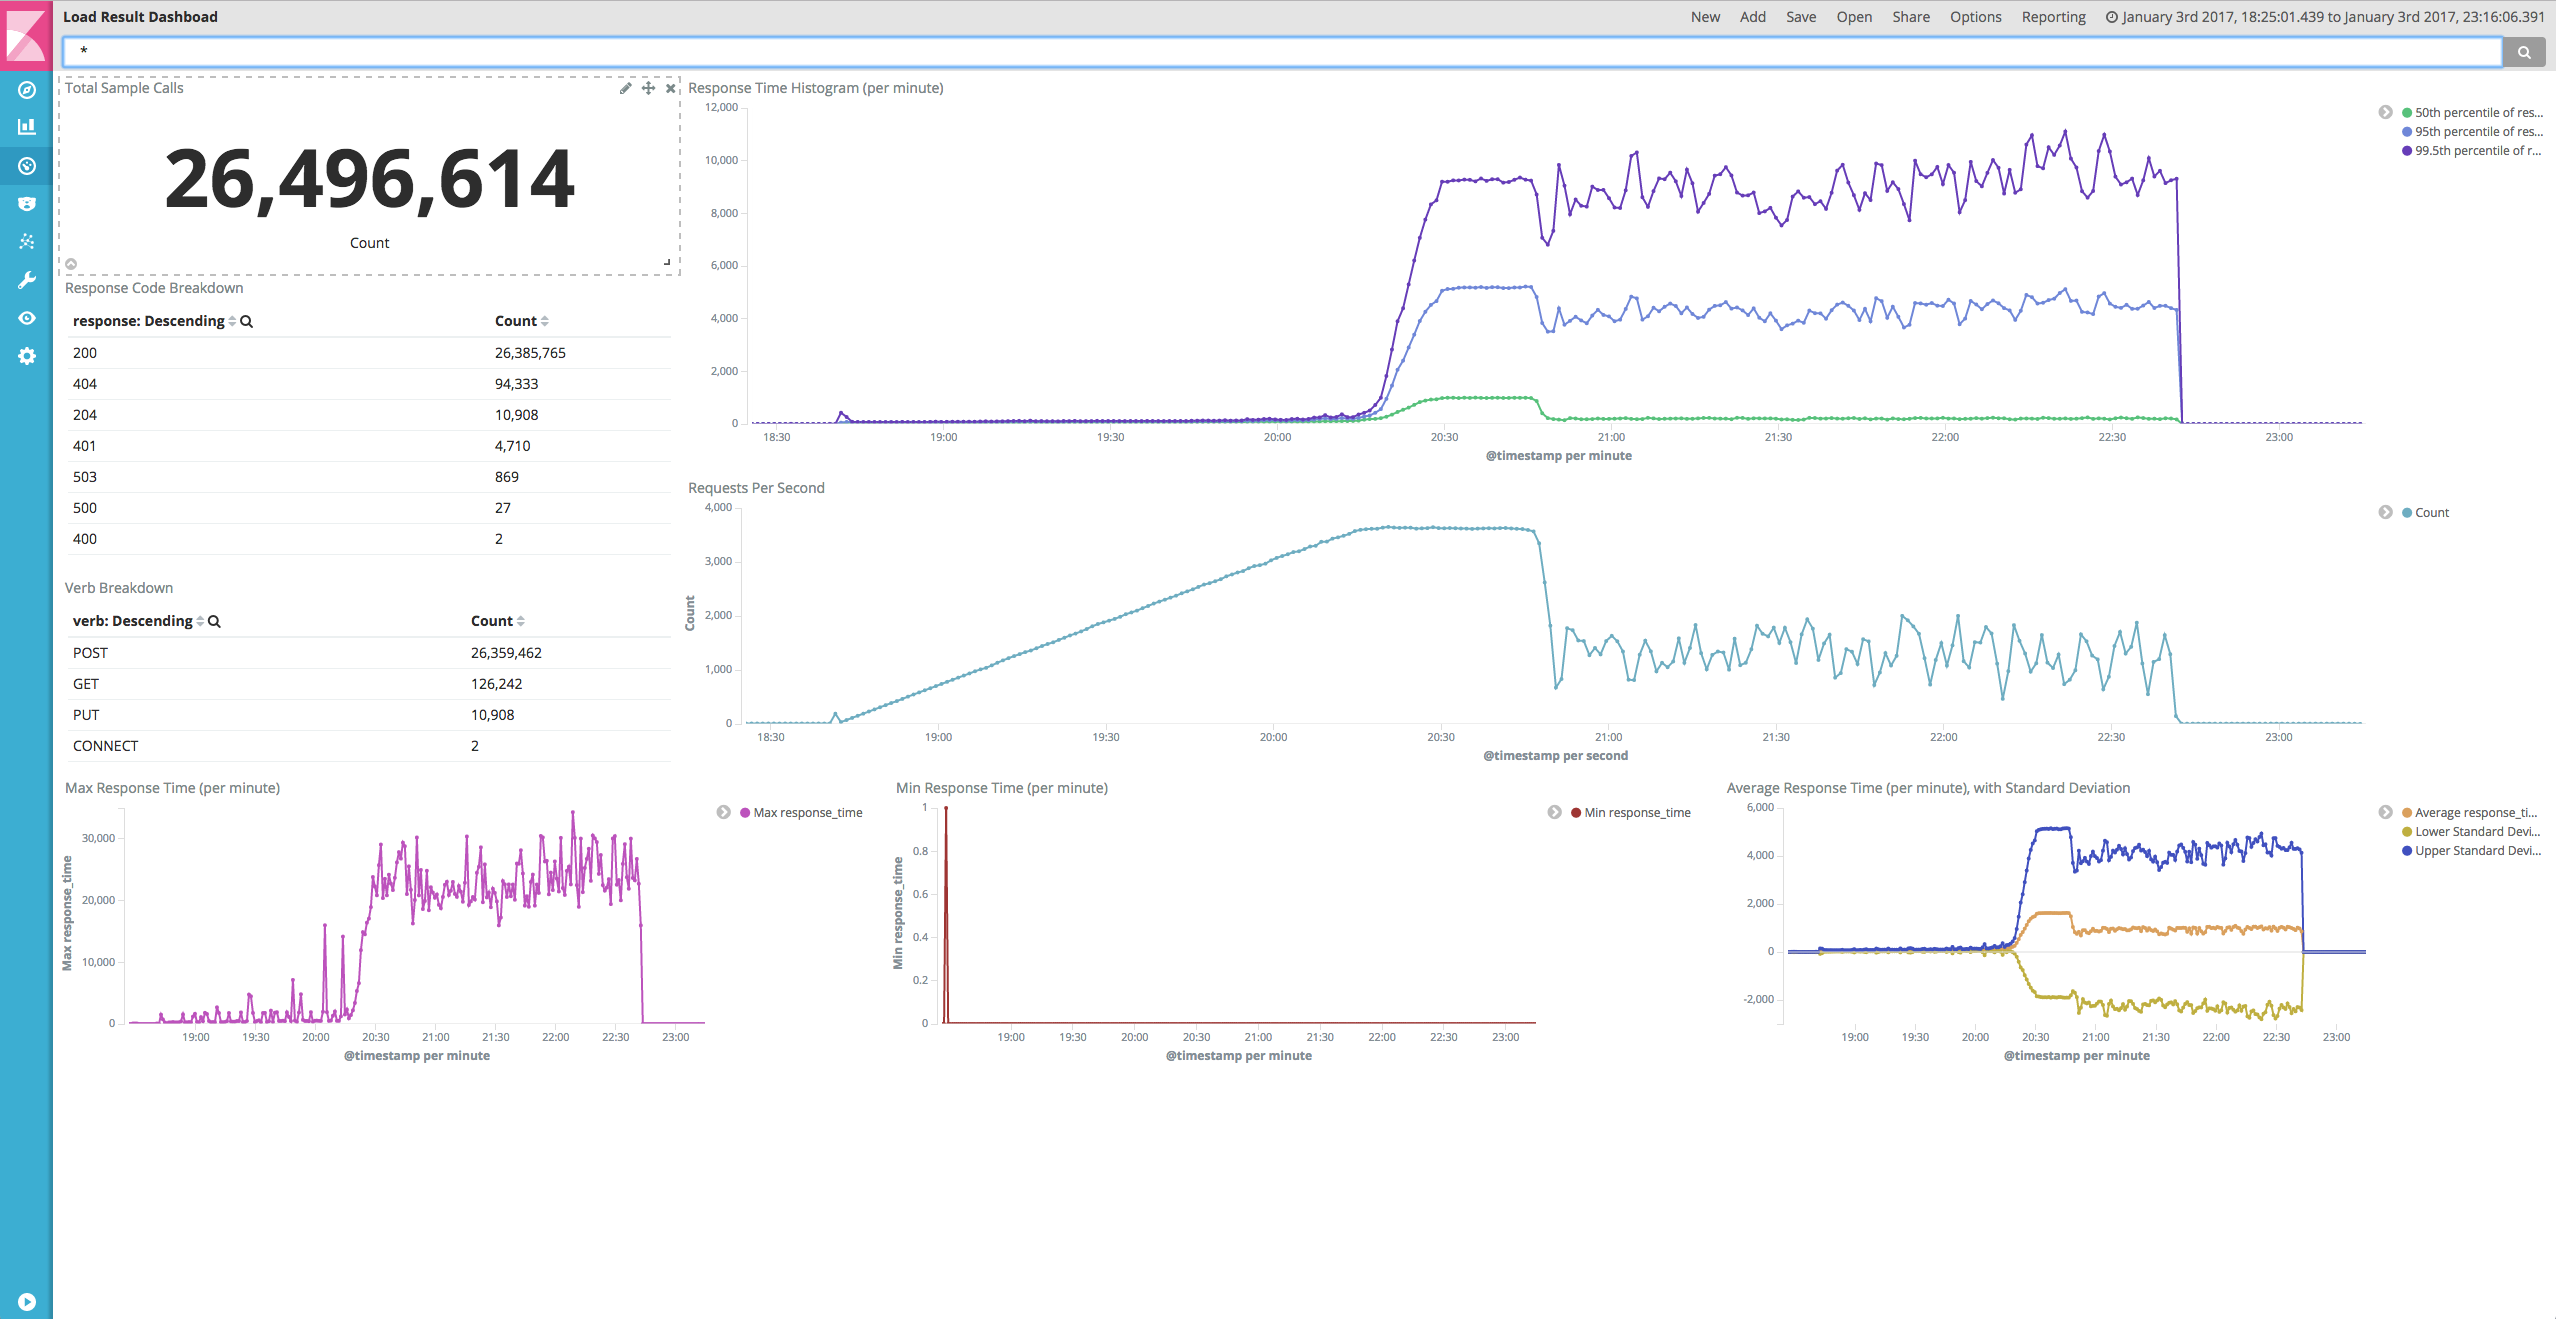 Load Result Dashboad
New Add Save Open Share Options Reporting January 3rd 2017, 18:25:01.439 to January 3rd 2017, 23:16:06.391
*
Total Sample Calls
26,496,614
Count
Response Code Breakdown
response: Descending Count
200 26,385,765
404 94,333
204 10,908
401 4,710
503 869
500 27
400 2
Verb Breakdown
verb: Descending Count
POST 26,359,462
GET 126,242
PUT 10,908
CONNECT 2
Response Time Histogram (per minute)
12,000
10,000
8,000
6,000
4,000
2,000
0
18:30 19:00 19:30 20:00 20:30 21:00 21:30 22:00 22:30 23:00
@timestamp per minute
50th percentile of res...
95th percentile of res...
99.5th percentile of r...
Requests Per Second
Count
4,000
3,000
2,000
1,000
0
18:30 19:00 19:30 20:00 20:30 21:00 21:30 22:00 22:30 23:00
@timestamp per second
Count
Max Response Time (per minute)
Max response_time
30,000
20,000
10,000
0
19:00 19:30 20:00 20:30 21:00 21:30 22:00 22:30 23:00
@timestamp per minute
Max response_time
Min Response Time (per minute)
Min response_time
1
0.8
0.6
0.4
0.2
0
19:00 19:30 20:00 20:30 21:00 21:30 22:00 22:30 23:00
@timestamp per minute
Min response_time
Average Response Time (per minute), with Standard Deviation
6,000
4,000
2,000
0
-2,000
19:00 19:30 20:00 20:30 21:00 21:30 22:00 22:30 23:00
@timestamp per minute
Average response_ti...
Lower Standard Devi...
Upper Standard Devi...